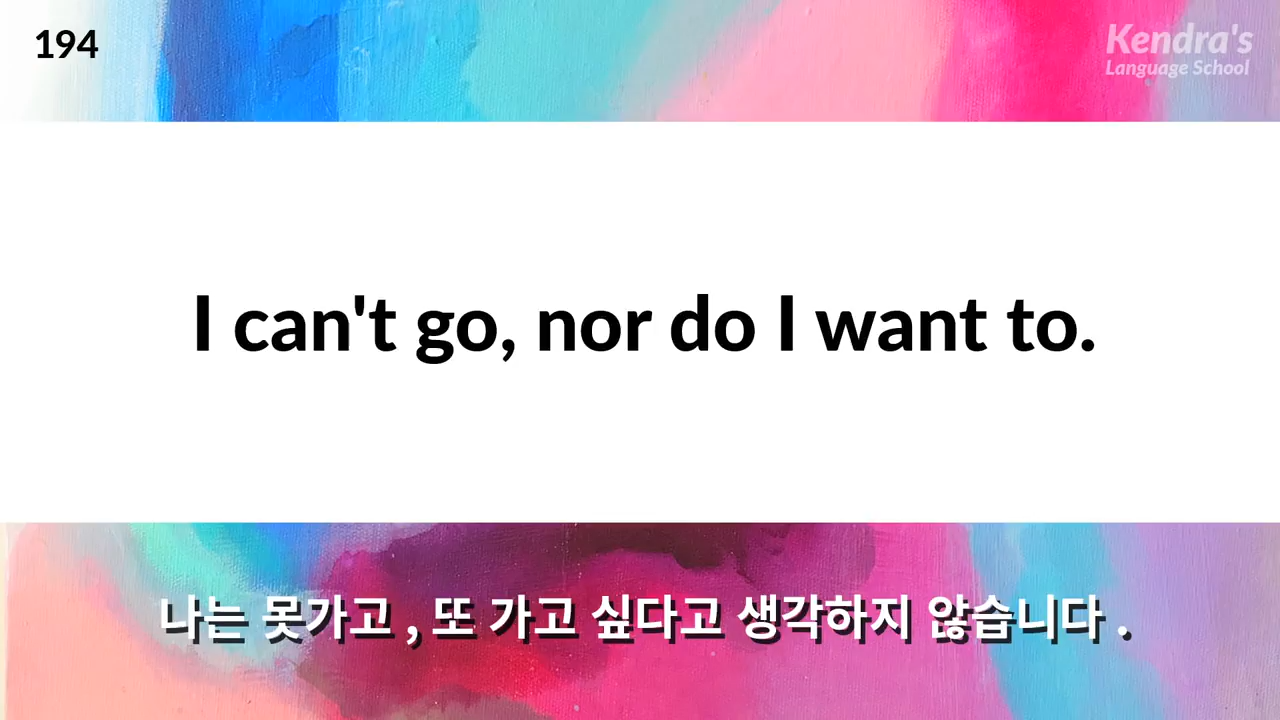 194
Kendra's
Language School
I can't go, nor do I want to.
나는 못가고 , 또 가고 싶다고 생각하지 않습니다 .